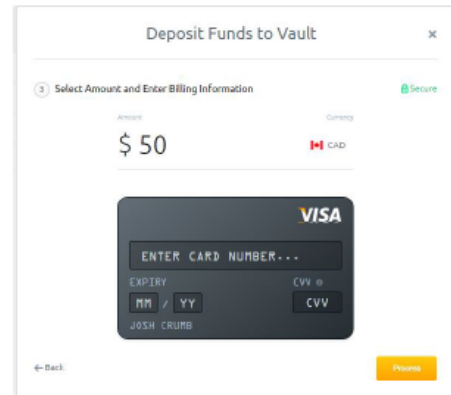 Deposit Funds to Vault ×
3 Select Amount and Enter Billing Information Secure
Amount Currency
$ 50 CAD
VISA
ENTER CARD NUMBER...
EXPIRY CVV
MM / YY CVV
JOSH CRUMB
← Back Process